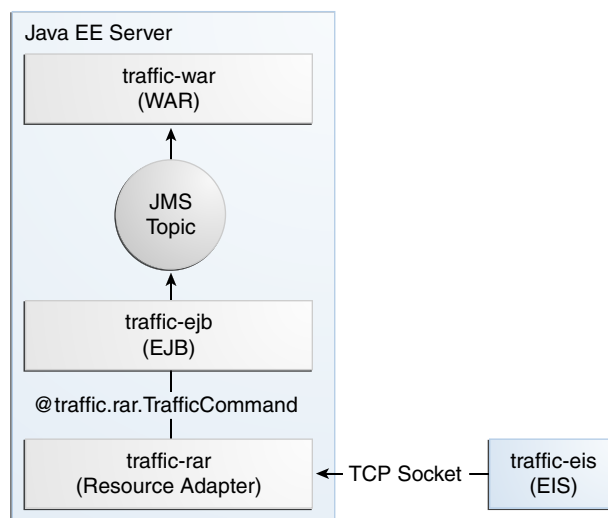 Java EE Server
traffic-war
(WAR)
JMS
Topic
traffic-ejb
(EJB)
@traffic.rar.TrafficCommand
traffic-rar
(Resource Adapter)
TCP Socket
traffic-eis
(EIS)